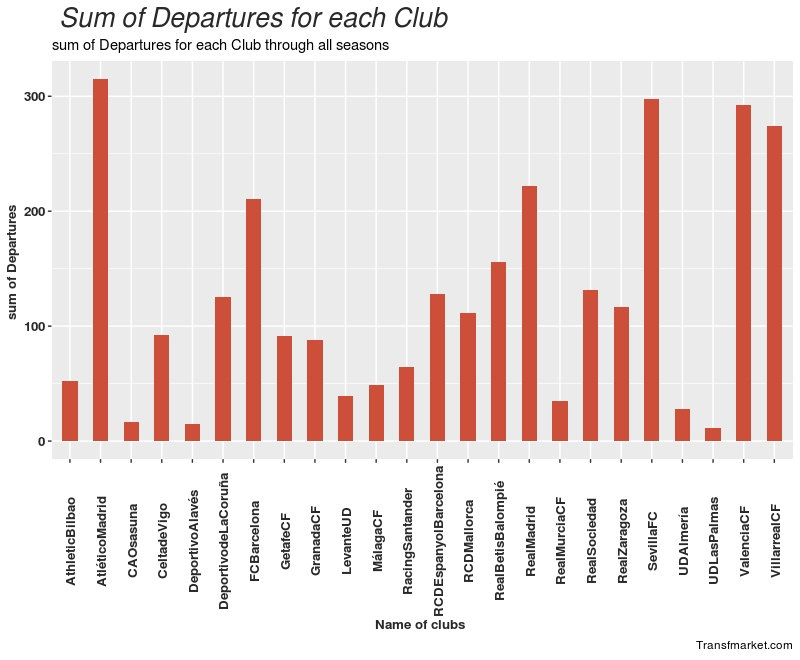 Sum of Departures for each Club
sum of Departures for each Club through all seasons
sum of Departures
300
200
100
0
AthleticBilbao
AtléticoMadrid
CAOsasuna
CeltadeVigo
DeportivoAlavés
DeportivodeLaCoruña
FCBarcelona
GetafeCF
GranadaCF
LevanteUD
MálagaCF
RacingSantander
RCDEspanyolBarcelona
RCDMallorca
RealBetisBalompié
RealMadrid
RealMurciaCF
RealSociedad
RealZaragoza
SevillaFC
UDAlmería
UDLasPalmas
ValenciaCF
VillarrealCF
Name of clubs
Transfmarket.com